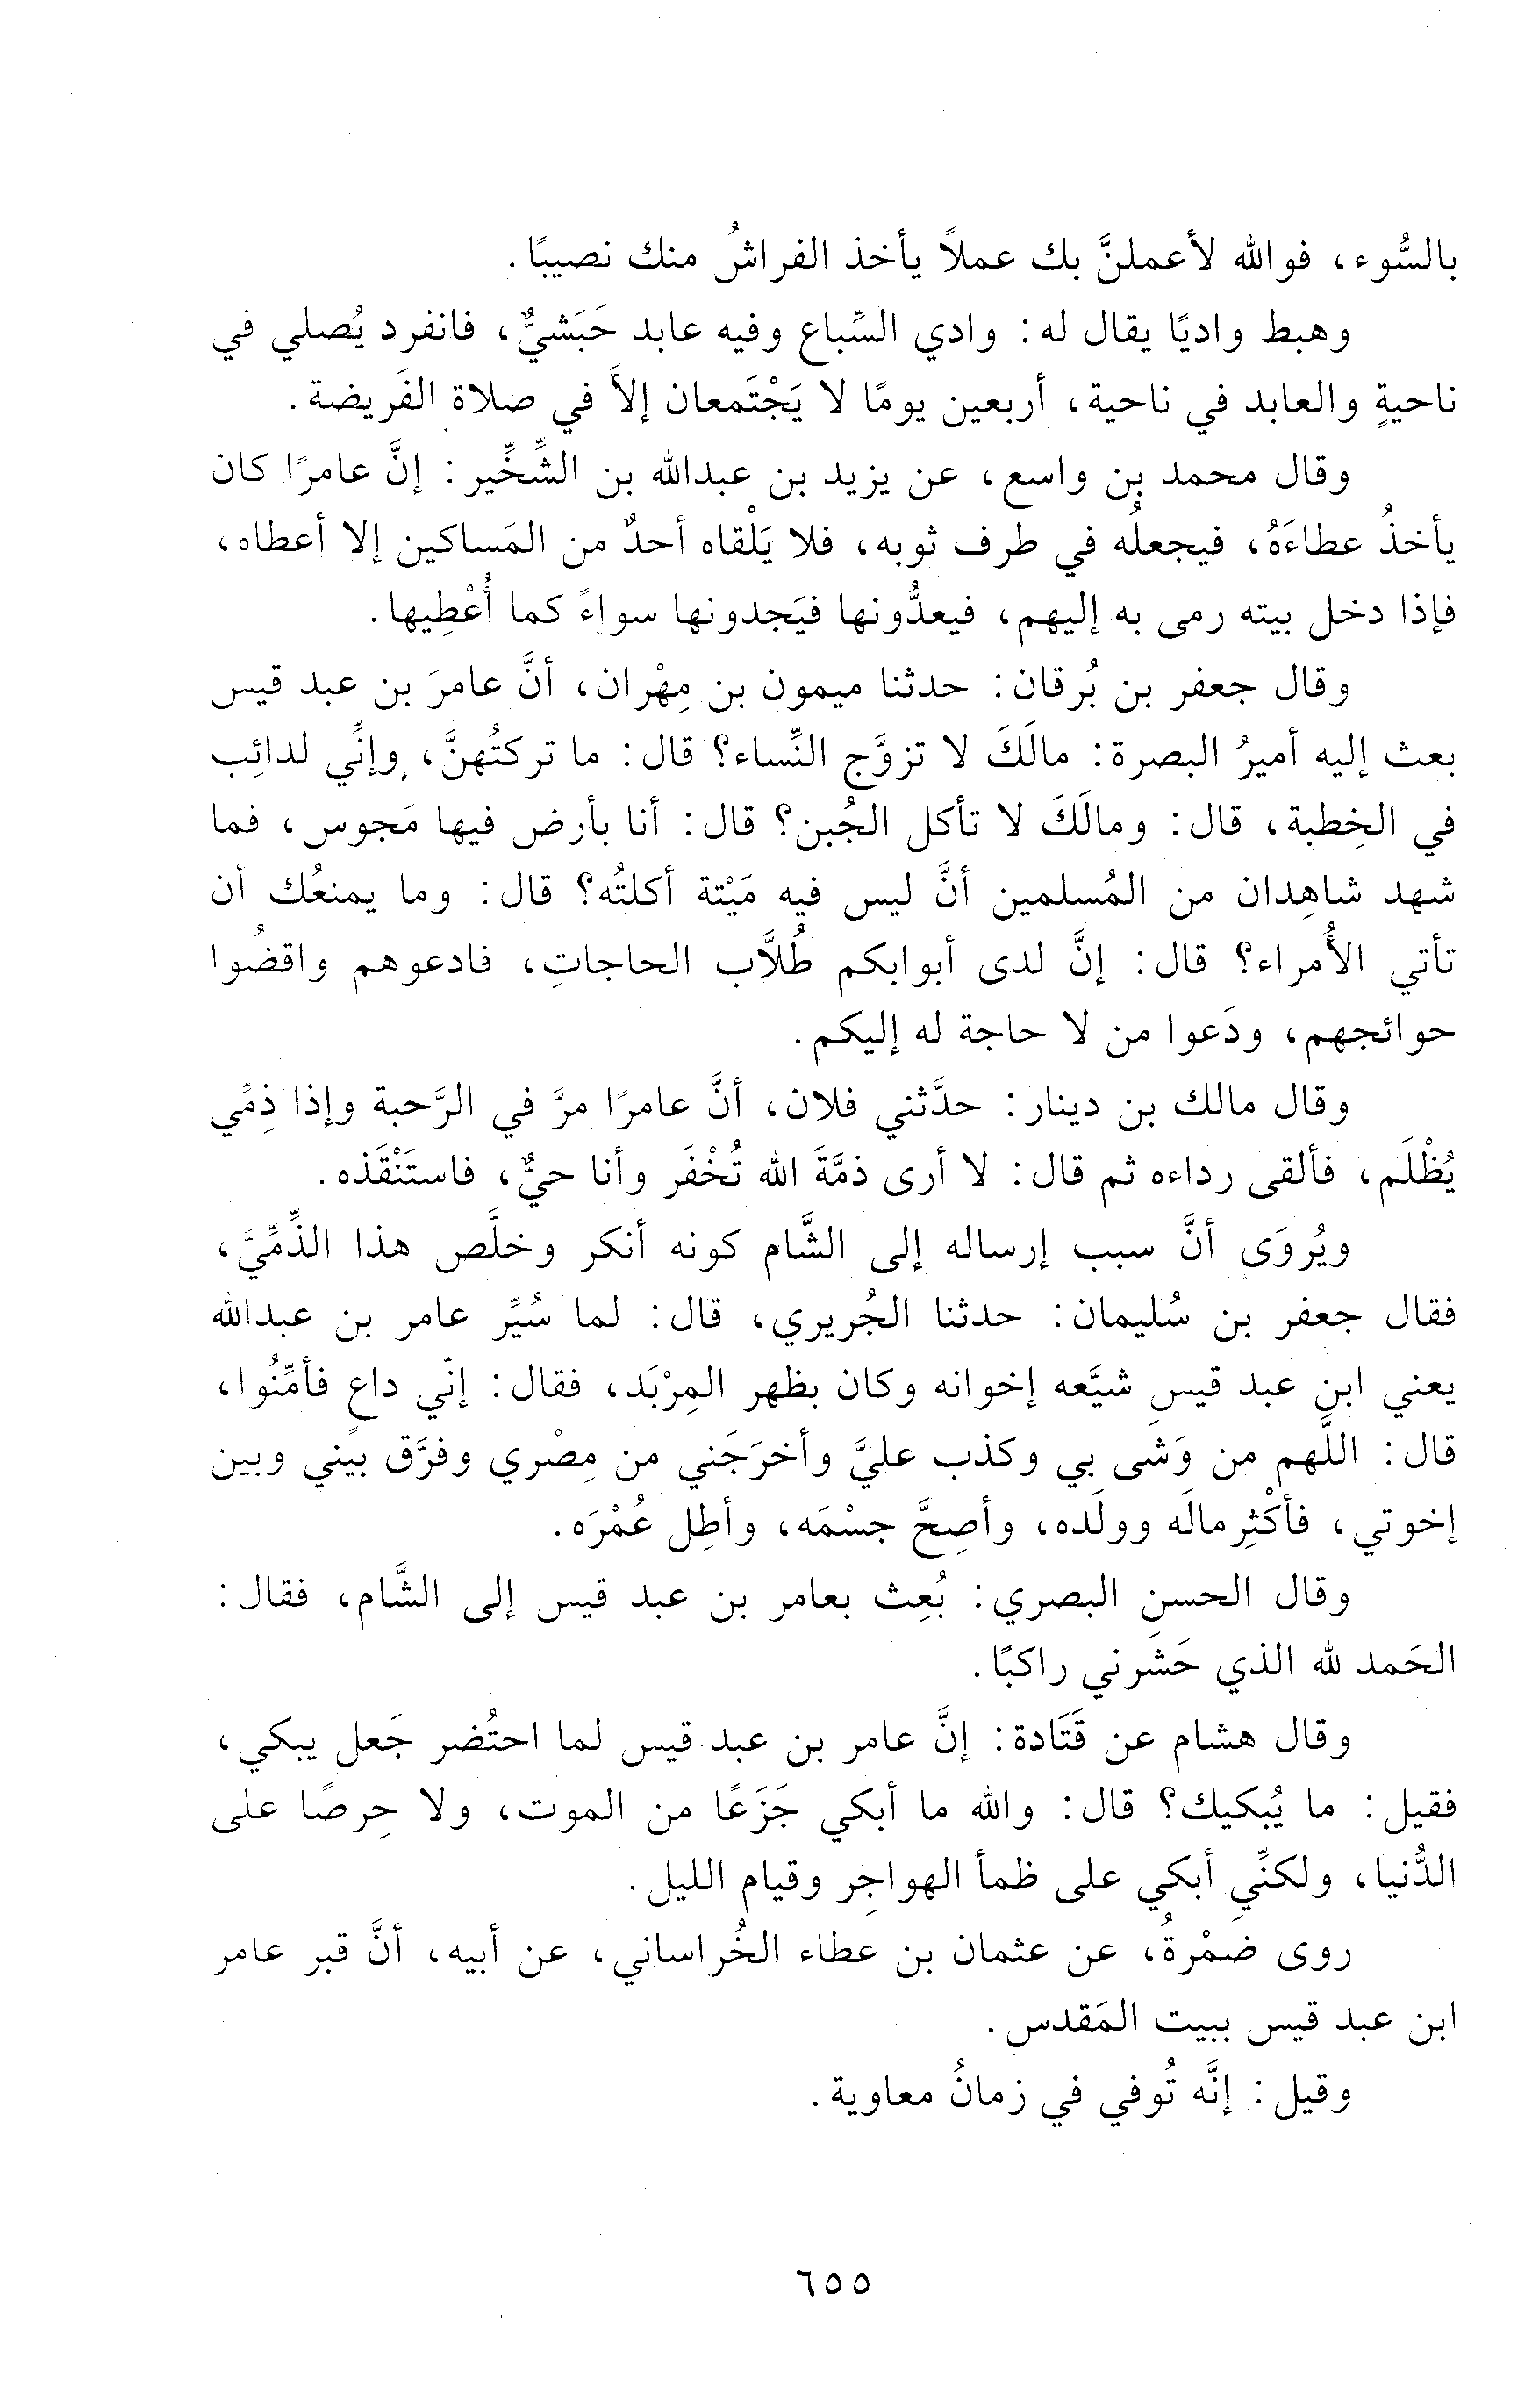 بالسُّوء، فوالله لأعملنَّ بك عملاً يأخذ الفراشُ منك نصيبًا.
وهبط واديًا يقال له: وادي السِّباع وفيه عابد حَبَشيٌّ، فانفرد يُصلي في
ناحيةٍ والعابد في ناحية، أربعين يومًا لا يَجْتَمعان إلاَّ في صلاة الفَريضة.
وقال محمد بن واسع، عن يزيد بن عبدالله بن الشِّخِّير: إنَّ عامرًا كان
يأخذُ عطاءَهُ، فيجعلُه في طرف ثوبه، فلا يَلْقاه أحدٌ من المَساكين إلا أعطاه،
فإذا دخل بيته رمى به إليهم، فيعدُّونها فيَجدونها سواءً كما أُعْطِيها.
وقال جعفر بن بُرقان: حدثنا ميمون بن مِهْران، أنَّ عامرَ بن عبد قيس
بعث إليه أميرُ البصرة: مالَكَ لا تزوَّج النِّساء؟ قال: ما تركتُهنَّ، وإنِّي لدائِب
في الخِطبة، قال: ومالَكَ لا تأكل الجُبن؟ قال: أنا بأرض فيها مَجوس، فما
شهد شاهِدان من المُسلمين أنَّ ليس فيه مَيْتة أكلتُه؟ قال: وما يمنعُك أن
تأتي الأُمراء؟ قال: إنَّ لدى أبوابكم طُلاَّب الحاجاتِ، فادعوهم واقضُوا
حوائجهم، ودَعوا من لا حاجة له إليكم.
وقال مالك بن دينار: حدَّثني فلان، أنَّ عامرًا مرَّ في الرَّحبة وإذا ذِمِّي
يُظْلَم، فألقى رداءه ثم قال: لا أرى ذمَّةَ الله تُخْفَر وأنا حيٌّ، فاستَنْقَذه.
ويُروَى أنَّ سبب إرساله إلى الشَّام كونه أنكر وخلَّص هذا الذِّمِّيَّ،
فقال جعفر بن سُليمان: حدثنا الجُريري، قال: لما سُيِّر عامر بن عبدالله
يعني ابن عبد قيسٍ شيَّعه إخوانه وكان بظهر المِرْبَد، فقال: إنّي داعٍ فأمِّنُوا،
قال: اللَّهم من وَشَى بي وكذب عليَّ وأخرَجَني من مِصْري وفرَّق بيني وبين
إخوتي، فأكْثِر مالَه وولَده، وأصِحَّ جسْمَه، وأطِل عُمْرَه.
وقال الحسن البصري: بُعِث بعامر بن عبد قيس إلى الشَّام، فقال:
الحَمد لله الذي حَشَرني راكبًا.
وقال هشام عن قَتَادة: إنَّ عامر بن عبد قيس لما احتُضر جَعل يبكي،
فقيل: ما يُبكيك؟ قال: والله ما أبكي جَزَعًا من الموت، ولا حِرصًا على
الدُّنيا، ولكنِّي أبكي على ظمأ الهواجِر وقيام الليل.
روى ضَمْرةُ، عن عثمان بن عطاء الخُراساني، عن أبيه، أنَّ قبر عامر
ابن عبد قيس ببيت المَقدس.
وقيل: إنَّه تُوفي في زمانُ معاوية.
٦٥٥